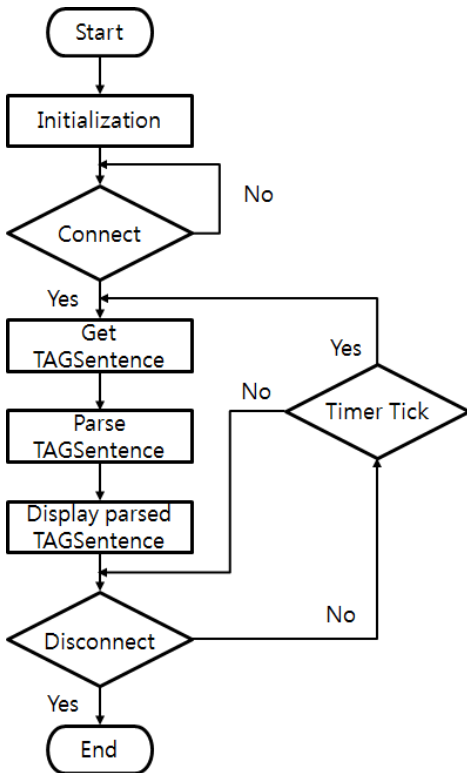 Start
Initialization
No
Connect
Yes
Get
TAGSentence
Yes
No
Timer Tick
Parse
TAGSentence
Display parsed
TAGSentence
No
Disconnect
Yes
End